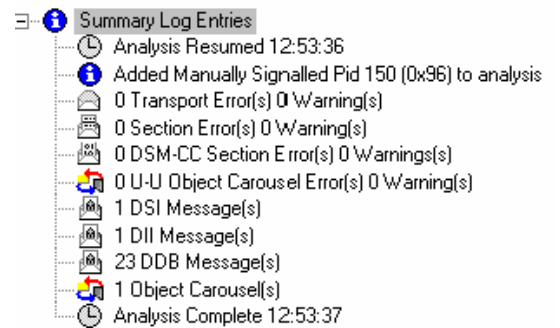 Summary Log Entries
Analysis Resumed 12:53:36
Added Manually Signalled Pid 150 (0x96) to analysis
0 Transport Error(s) 0 Warning(s)
0 Section Error(s) 0 Warning(s)
0 DSM-CC Section Error(s) 0 Warnings(s)
0 U-U Object Carousel Error(s) 0 Warning(s)
1 DSI Message(s)
1 DII Message(s)
23 DDB Message(s)
1 Object Carousel(s)
Analysis Complete 12:53:37